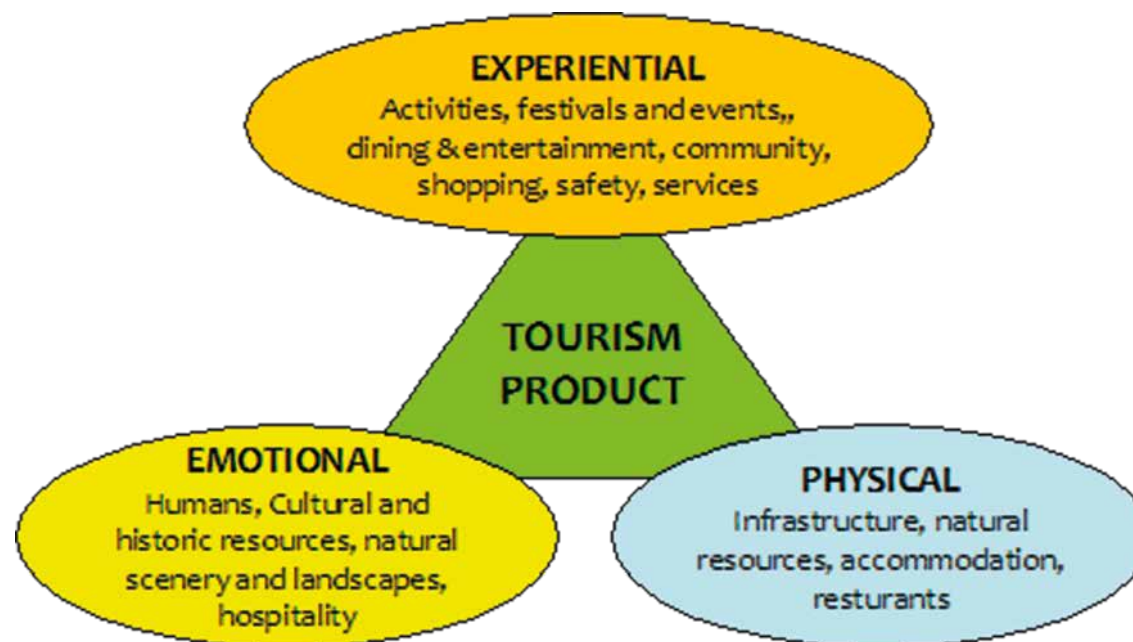 EXPERIENTIAL
Activities, festivals and events,,
dining & entertainment, community,
shopping, safety, services
TOURISM
PRODUCT
EMOTIONAL
Humans, Cultural and
historic resources, natural
scenery and landscapes,
hospitality
PHYSICAL
Infrastructure, natural
resources, accommodation,
resturants